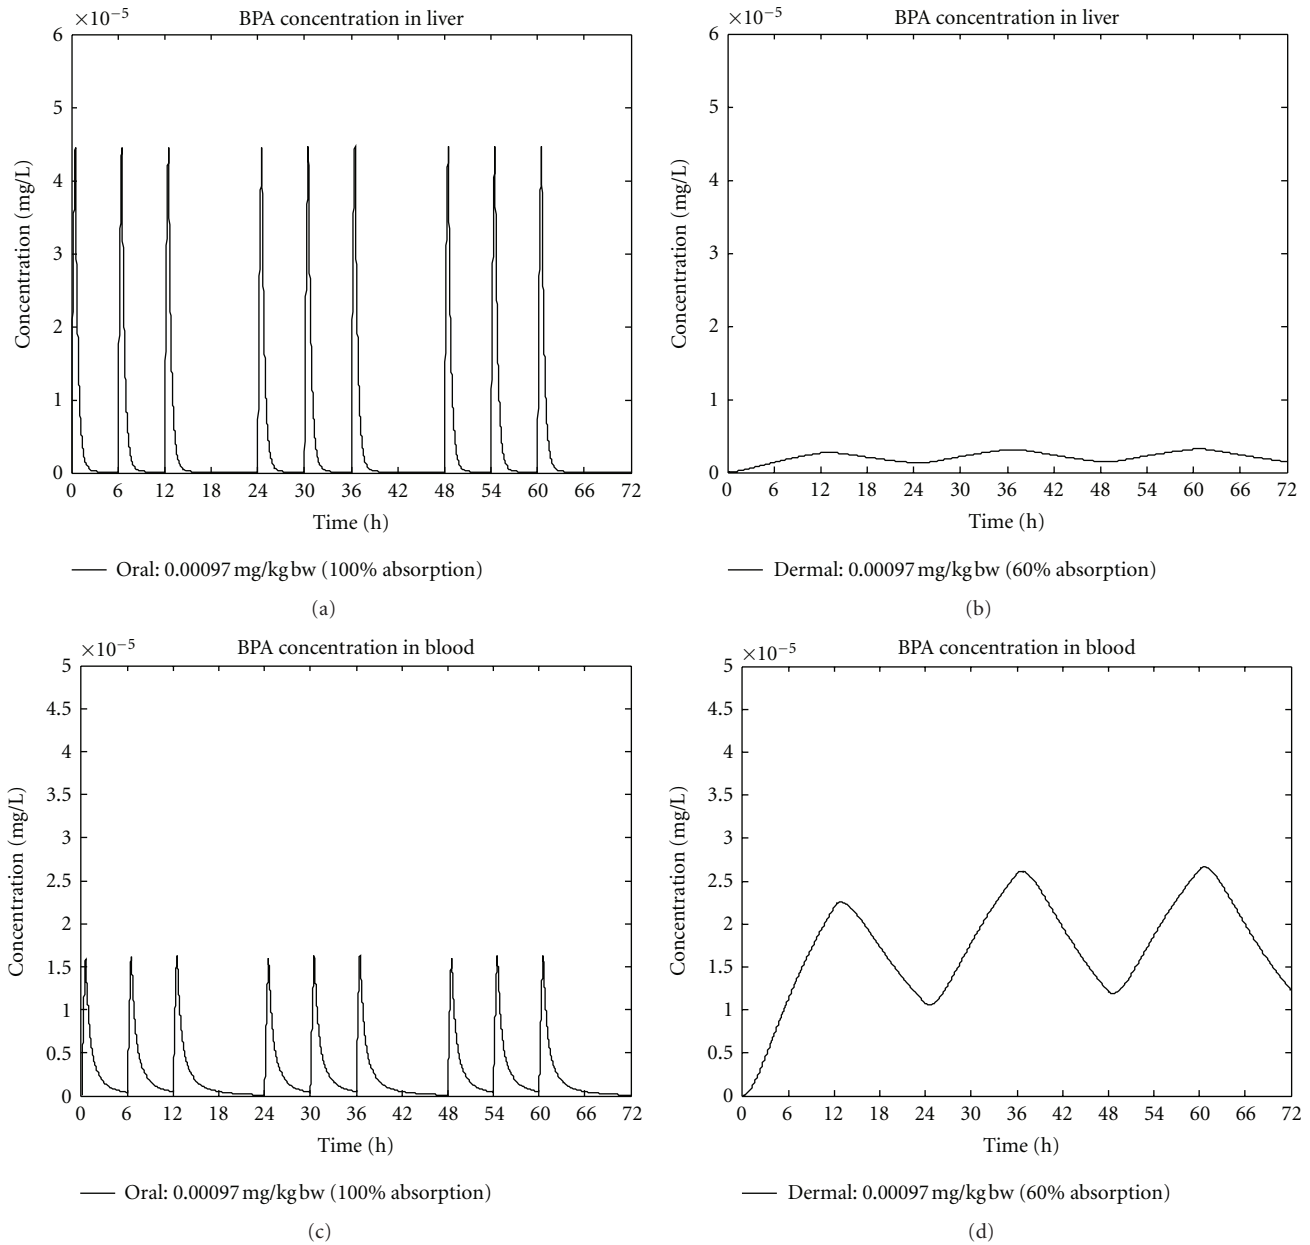 BPA concentration in liver
×10⁻⁵
6
5
4
3
2
1
0
Concentration (mg/L)
0 6 12 18 24 30 36 42 48 54 60 66 72
Time (h)
Oral: 0.00097 mg/kg bw (100% absorption)
(a)
BPA concentration in liver
×10⁻⁵
6
5
4
3
2
1
0
Concentration (mg/L)
0 6 12 18 24 30 36 42 48 54 60 66 72
Time (h)
Dermal: 0.00097 mg/kg bw (60% absorption)
(b)
BPA concentration in blood
×10⁻⁵
5
4.5
4
3.5
3
2.5
2
1.5
1
0.5
0
Concentration (mg/L)
0 6 12 18 24 30 36 42 48 54 60 66 72
Time (h)
Oral: 0.00097 mg/kg bw (100% absorption)
(c)
BPA concentration in blood
×10⁻⁵
5
4.5
4
3.5
3
2.5
2
1.5
1
0.5
0
Concentration (mg/L)
0 6 12 18 24 30 36 42 48 54 60 66 72
Time (h)
Dermal: 0.00097 mg/kg bw (60% absorption)
(d)